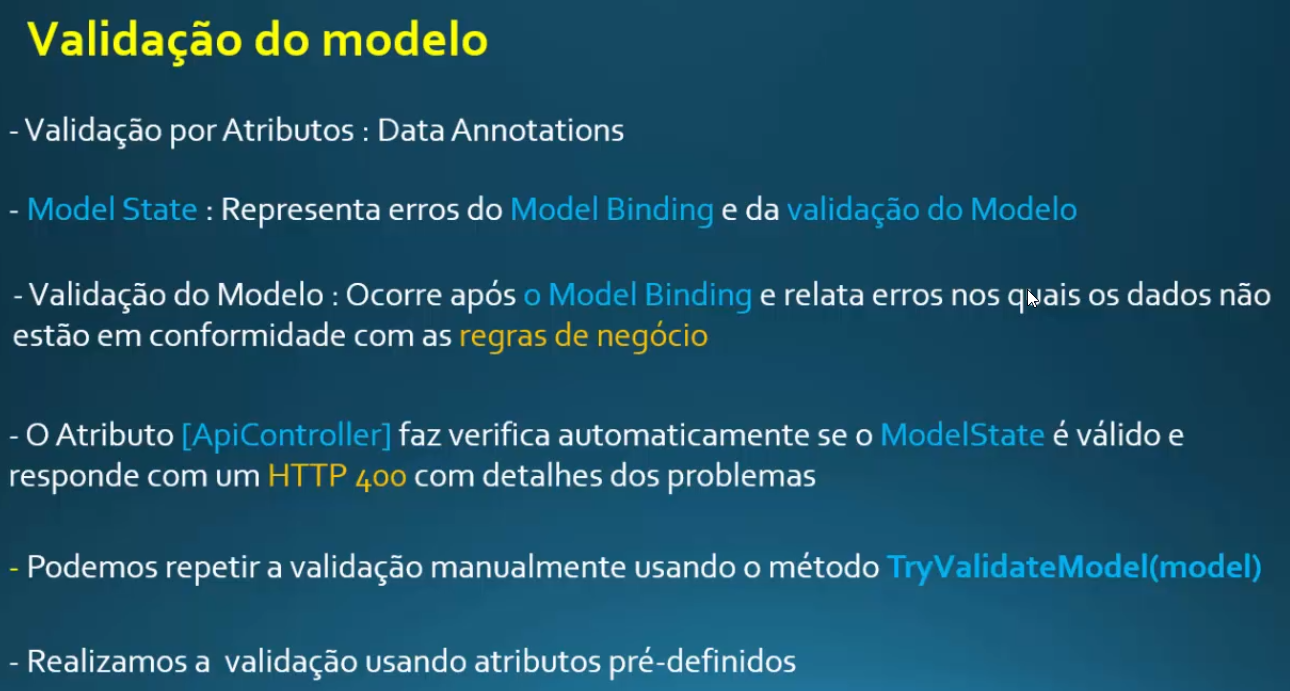 Validação do modelo
- Validação por Atributos : Data Annotations
- Model State : Representa erros do Model Binding e da validação do Modelo
- Validação do Modelo : Ocorre após o Model Binding e relata erros nos quais os dados não
estão em conformidade com as regras de negócio
- O Atributo [ApiController] faz verifica automaticamente se o ModelState é válido e
responde com um HTTP 400 com detalhes dos problemas
- Podemos repetir a validação manualmente usando o método TryValidateModel(model)
- Realizamos a validação usando atributos pré-definidos